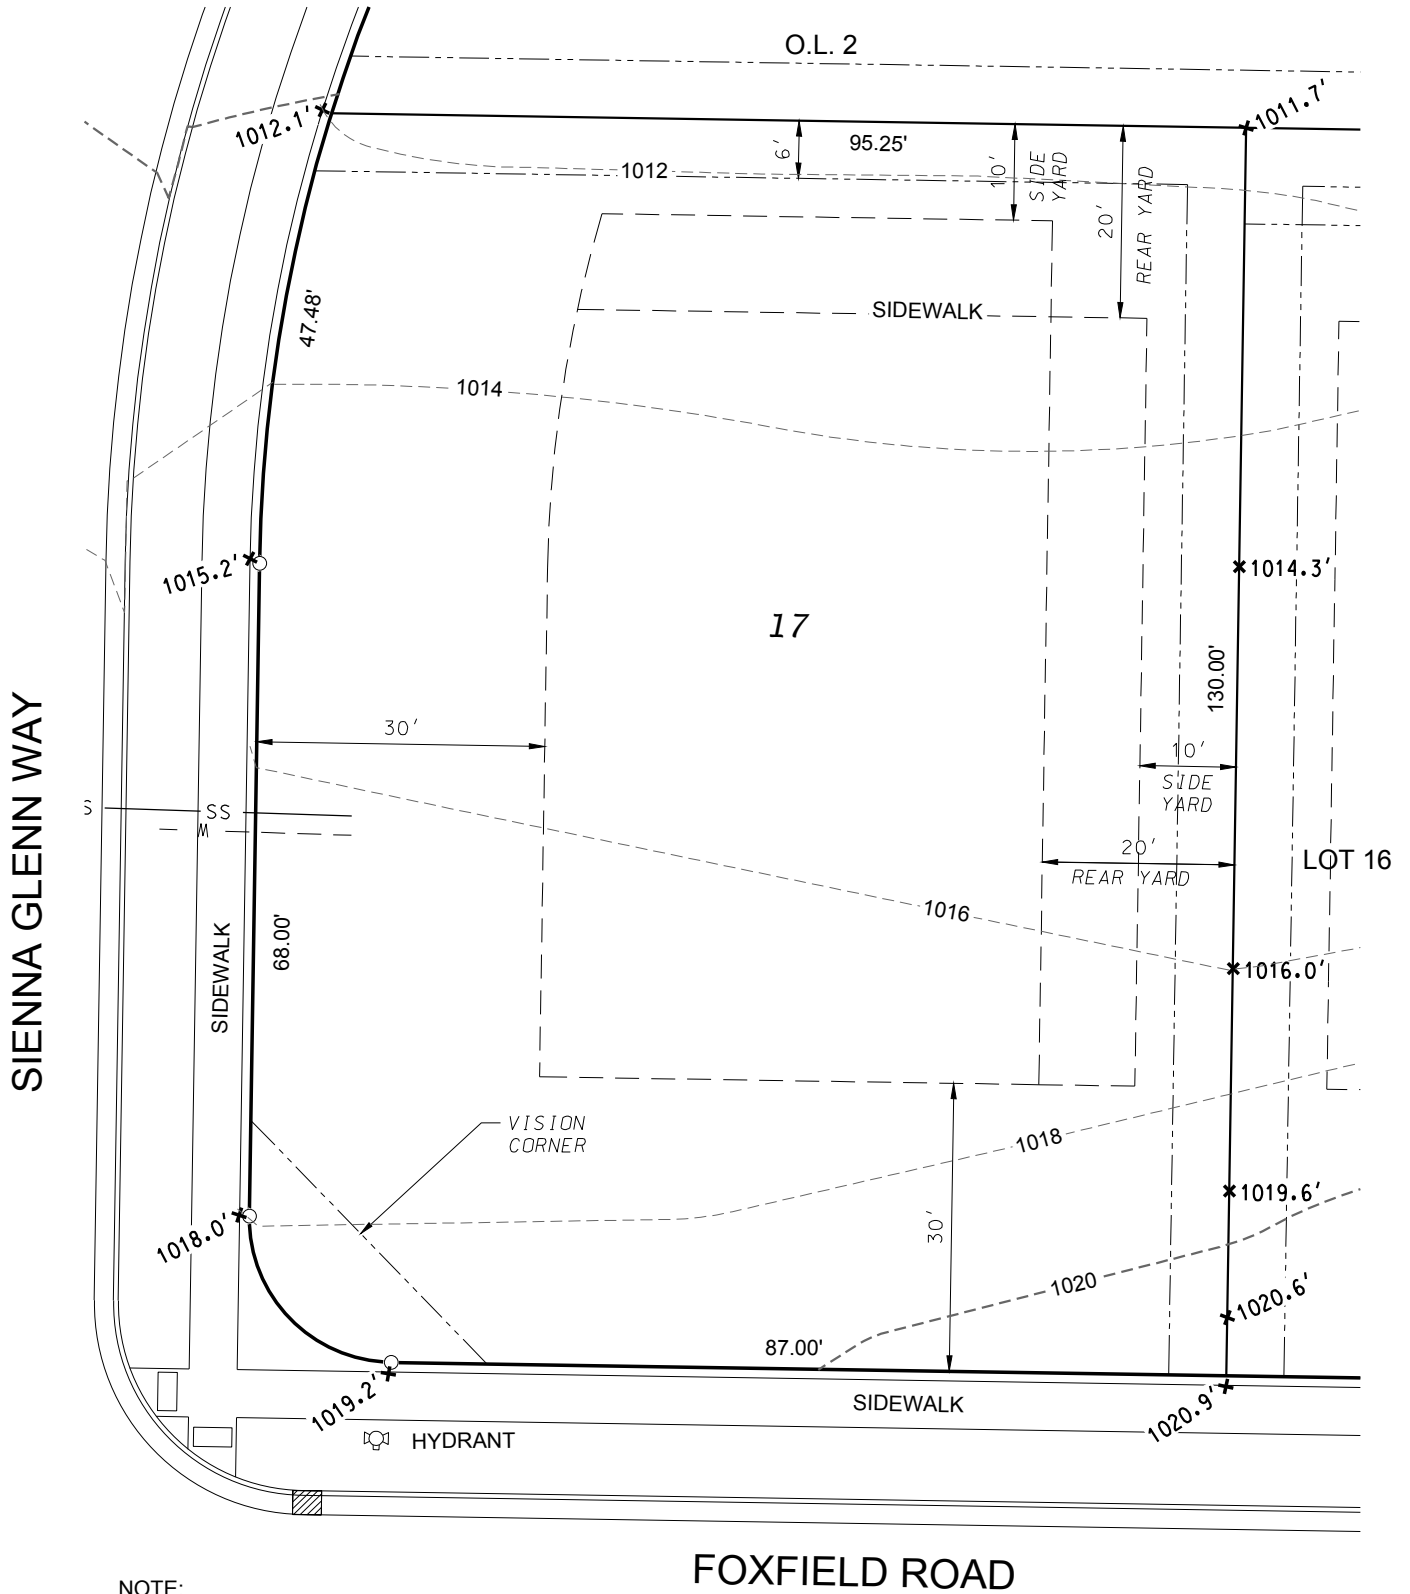 O.L. 2
1012.1'
1011.7'
95.25'
6'
10'
SIDE
YARD
20'
REAR YARD
1012
47.48'
SIDEWALK
1014
1015.2'
1014.3'
17
130.00'
30'
10'
SIDE
YARD
SIENNA GLENN WAY
S
SS
W
20'
REAR YARD
LOT 16
1016
1016.0'
68.00'
SIDEWALK
VISION
CORNER
1018
1019.6'
1018.0'
30'
1020
1020.6'
87.00'
1019.2'
SIDEWALK
1020.9'
HYDRANT
FOXFIELD ROAD
NOTE: